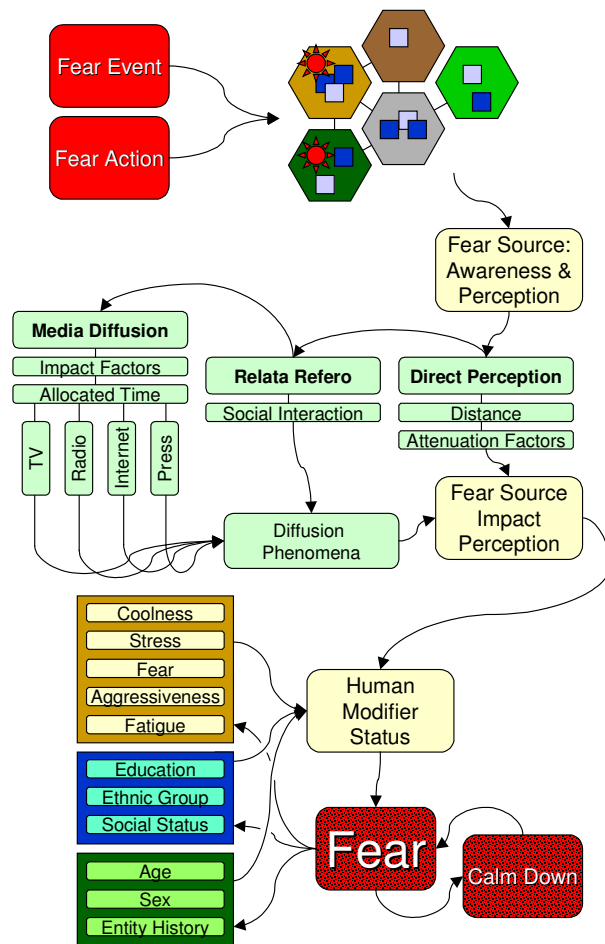 Fear Event
Fear Action
Fear Source:
Awareness &
Perception
Media Diffusion
Impact Factors
Allocated Time
TV
Radio
Internet
Press
Relata Refero
Social Interaction
Direct Perception
Distance
Attenuation Factors
Diffusion
Phenomena
Fear Source
Impact
Perception
Coolness
Stress
Fear
Aggressiveness
Fatigue
Human
Modifier
Status
Education
Ethnic Group
Social Status
Fear
Calm Down
Age
Sex
Entity History